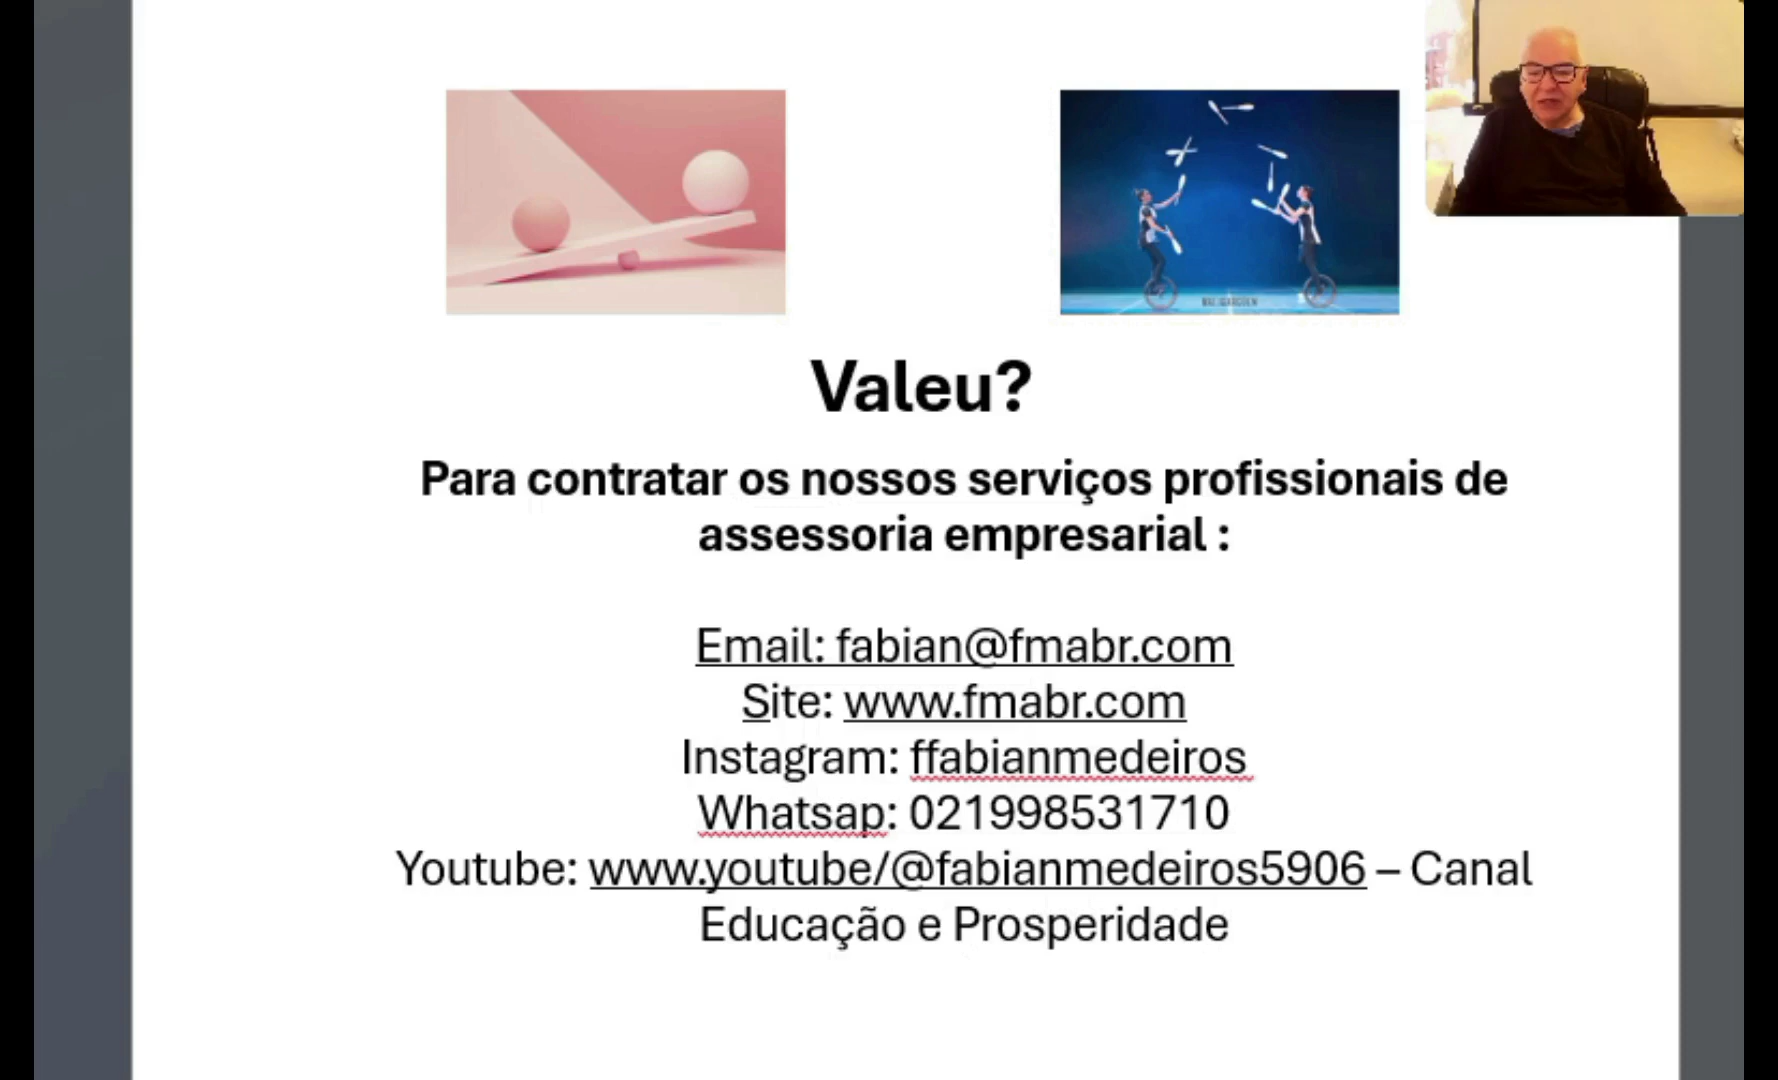 Valeu?
Para contratar os nossos serviços profissionais de
assessoria empresarial :
Email: fabian@fmabr.com
Site: www.fmabr.com
Instagram: ffabianmedeiros
Whatsap: 021998531710
Youtube: www.youtube/@fabianmedeiros5906 – Canal
Educação e Prosperidade